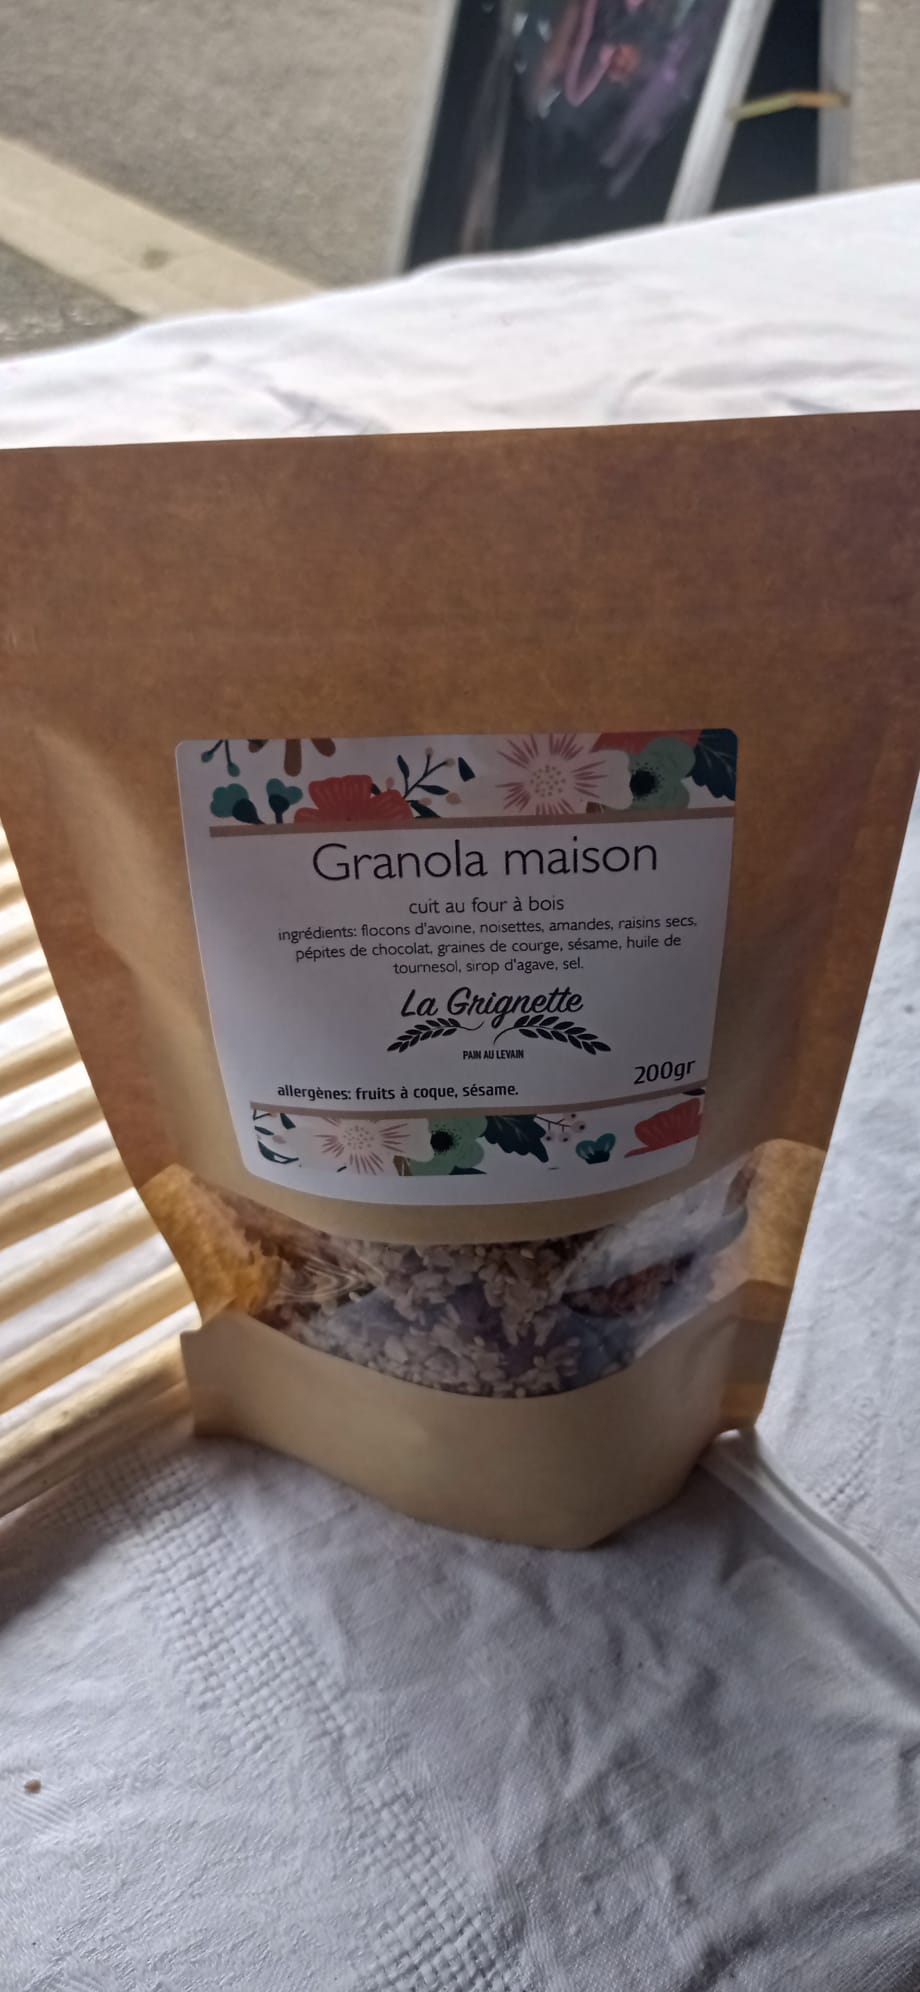 Granola maison
cuit au four à bois
ingrédients: flocons d'avoine, noisettes, amandes, raisins secs,
pépites de chocolat, graines de courge, sésame, huile de
tournesol, sirop d'agave, sel.
La Grignette
PAIN AU LEVAIN
200gr
allergènes: fruits à coque, sésame.